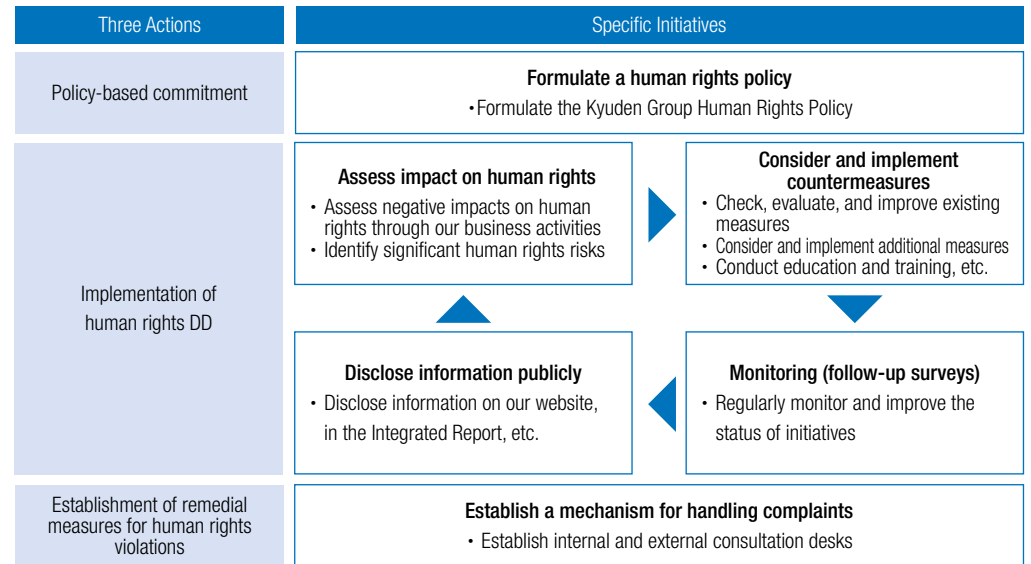 Three Actions
Specific Initiatives
Policy-based commitment
Formulate a human rights policy
・Formulate the Kyuden Group Human Rights Policy
Implementation of
human rights DD
Assess impact on human rights
・Assess negative impacts on human
rights through our business activities
・Identify significant human rights risks
Consider and implement
countermeasures
・Check, evaluate, and improve existing
measures
・Consider and implement additional measures
・Conduct education and training, etc.
Disclose information publicly
・Disclose information on our website,
in the Integrated Report, etc.
Monitoring (follow-up surveys)
・Regularly monitor and improve the
status of initiatives
Establishment of remedial
measures for human rights
violations
Establish a mechanism for handling complaints
・Establish internal and external consultation desks